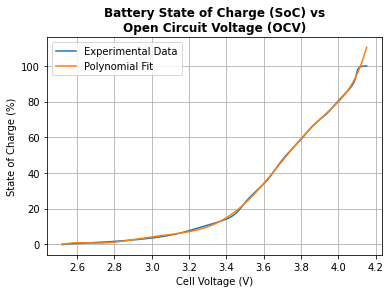 Battery State of Charge (SoC) vs
Open Circuit Voltage (OCV)
Experimental Data
Polynomial Fit
State of Charge (%)
100
80
60
40
20
0
2.6 2.8 3.0 3.2 3.4 3.6 3.8 4.0 4.2
Cell Voltage (V)